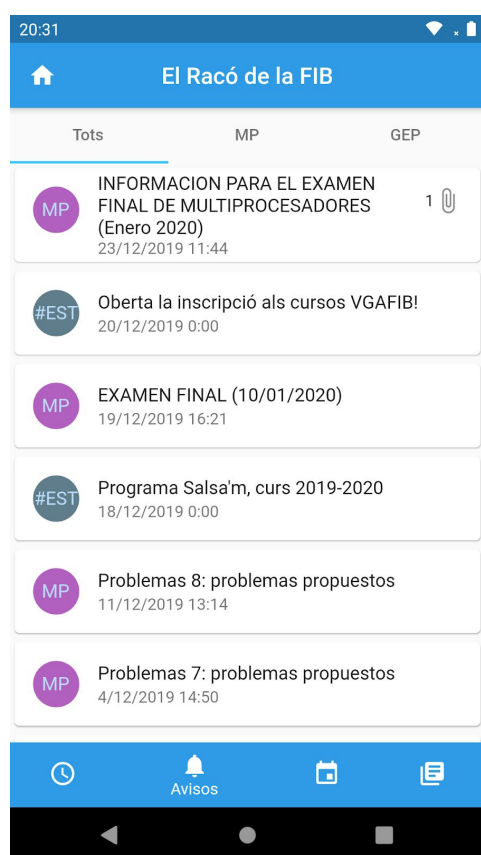 20:31
El Racó de la FIB
Tots MP GEP
MP
INFORMACION PARA EL EXAMEN
FINAL DE MULTIPROCESADORES
(Enero 2020)
23/12/2019 11:44
1
#EST
Oberta la inscripció als cursos VGAFIB!
20/12/2019 0:00
MP
EXAMEN FINAL (10/01/2020)
19/12/2019 16:21
#EST
Programa Salsa'm, curs 2019-2020
18/12/2019 0:00
MP
Problemas 8: problemas propuestos
11/12/2019 13:14
MP
Problemas 7: problemas propuestos
4/12/2019 14:50
Avisos